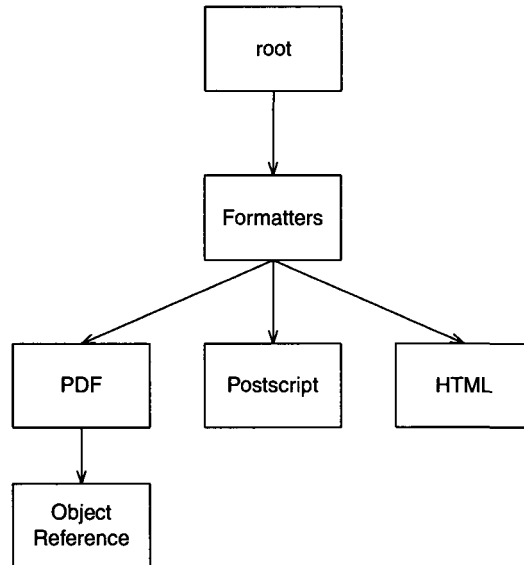 root
Formatters
PDF
Postscript
HTML
Object
Reference